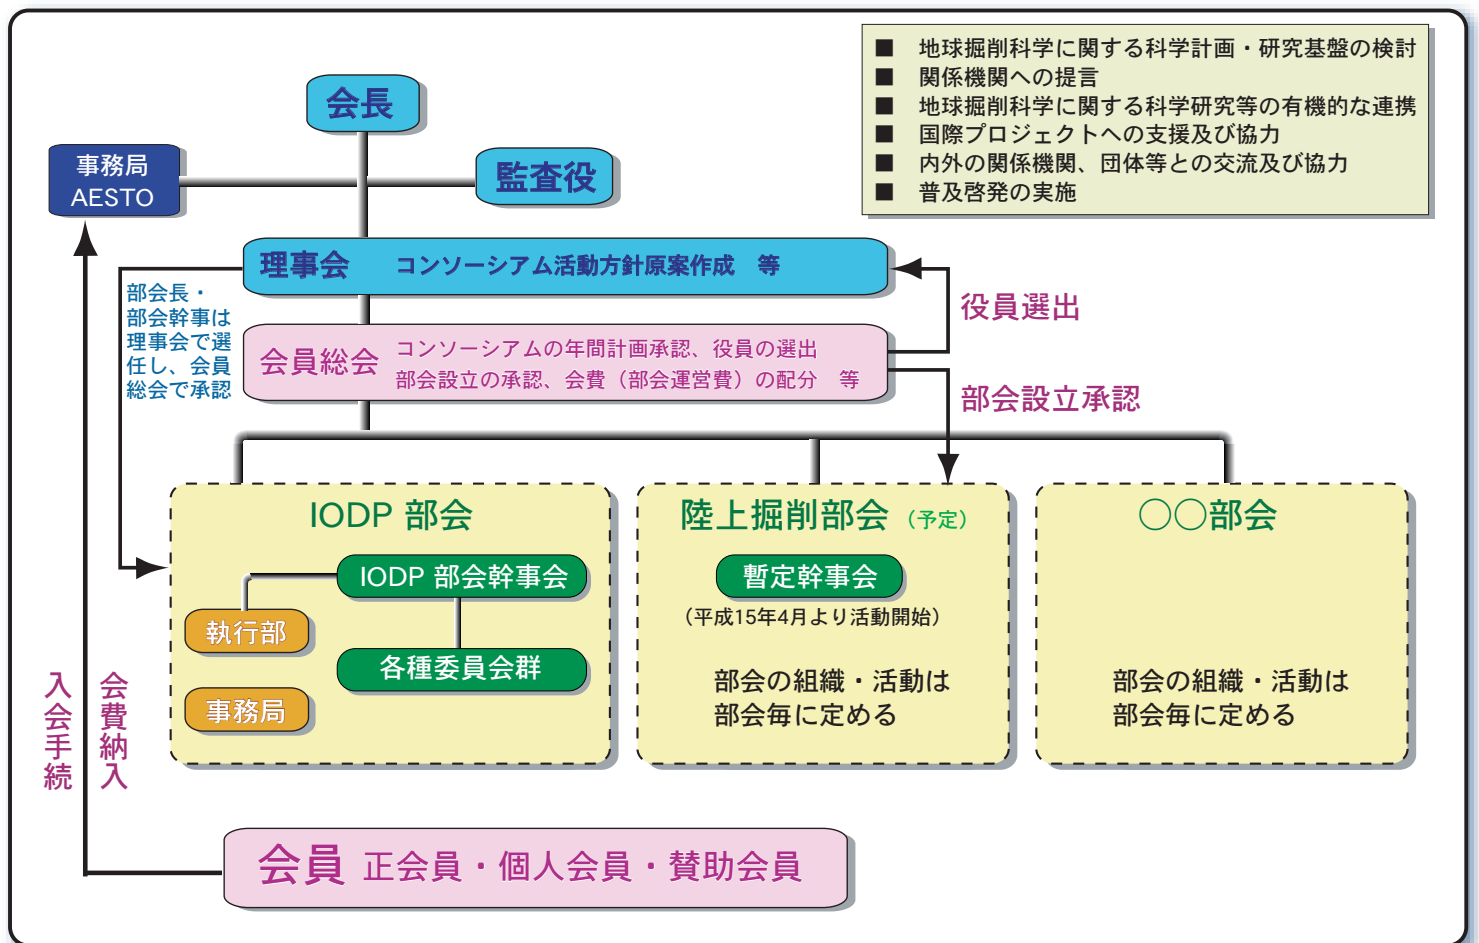 会長
事務局
AESTO
監査役
■ 地球掘削科学に関する科学計画・研究基盤の検討
■ 関係機関への提言
■ 地球掘削科学に関する科学研究等の有機的な連携
■ 国際プロジェクトへの支援及び協力
■ 内外の関係機関、団体等との交流及び協力
■ 普及啓発の実施
理事会 コンソーシアム活動方針原案作成 等
部会長・
部会幹事は
理事会で選
任し、会員
総会で承認
会員総会
コンソーシアムの年間計画承認、役員の選出
部会設立の承認、会費（部会運営費）の配分 等
役員選出
部会設立承認
IODP 部会
IODP 部会幹事会
執行部
各種委員会群
事務局
陸上掘削部会（予定）
暫定幹事会
（平成15年4月より活動開始）
部会の組織・活動は
部会毎に定める
○○部会
部会の組織・活動は
部会毎に定める
会費納入
入会手続
会員 正会員・個人会員・賛助会員